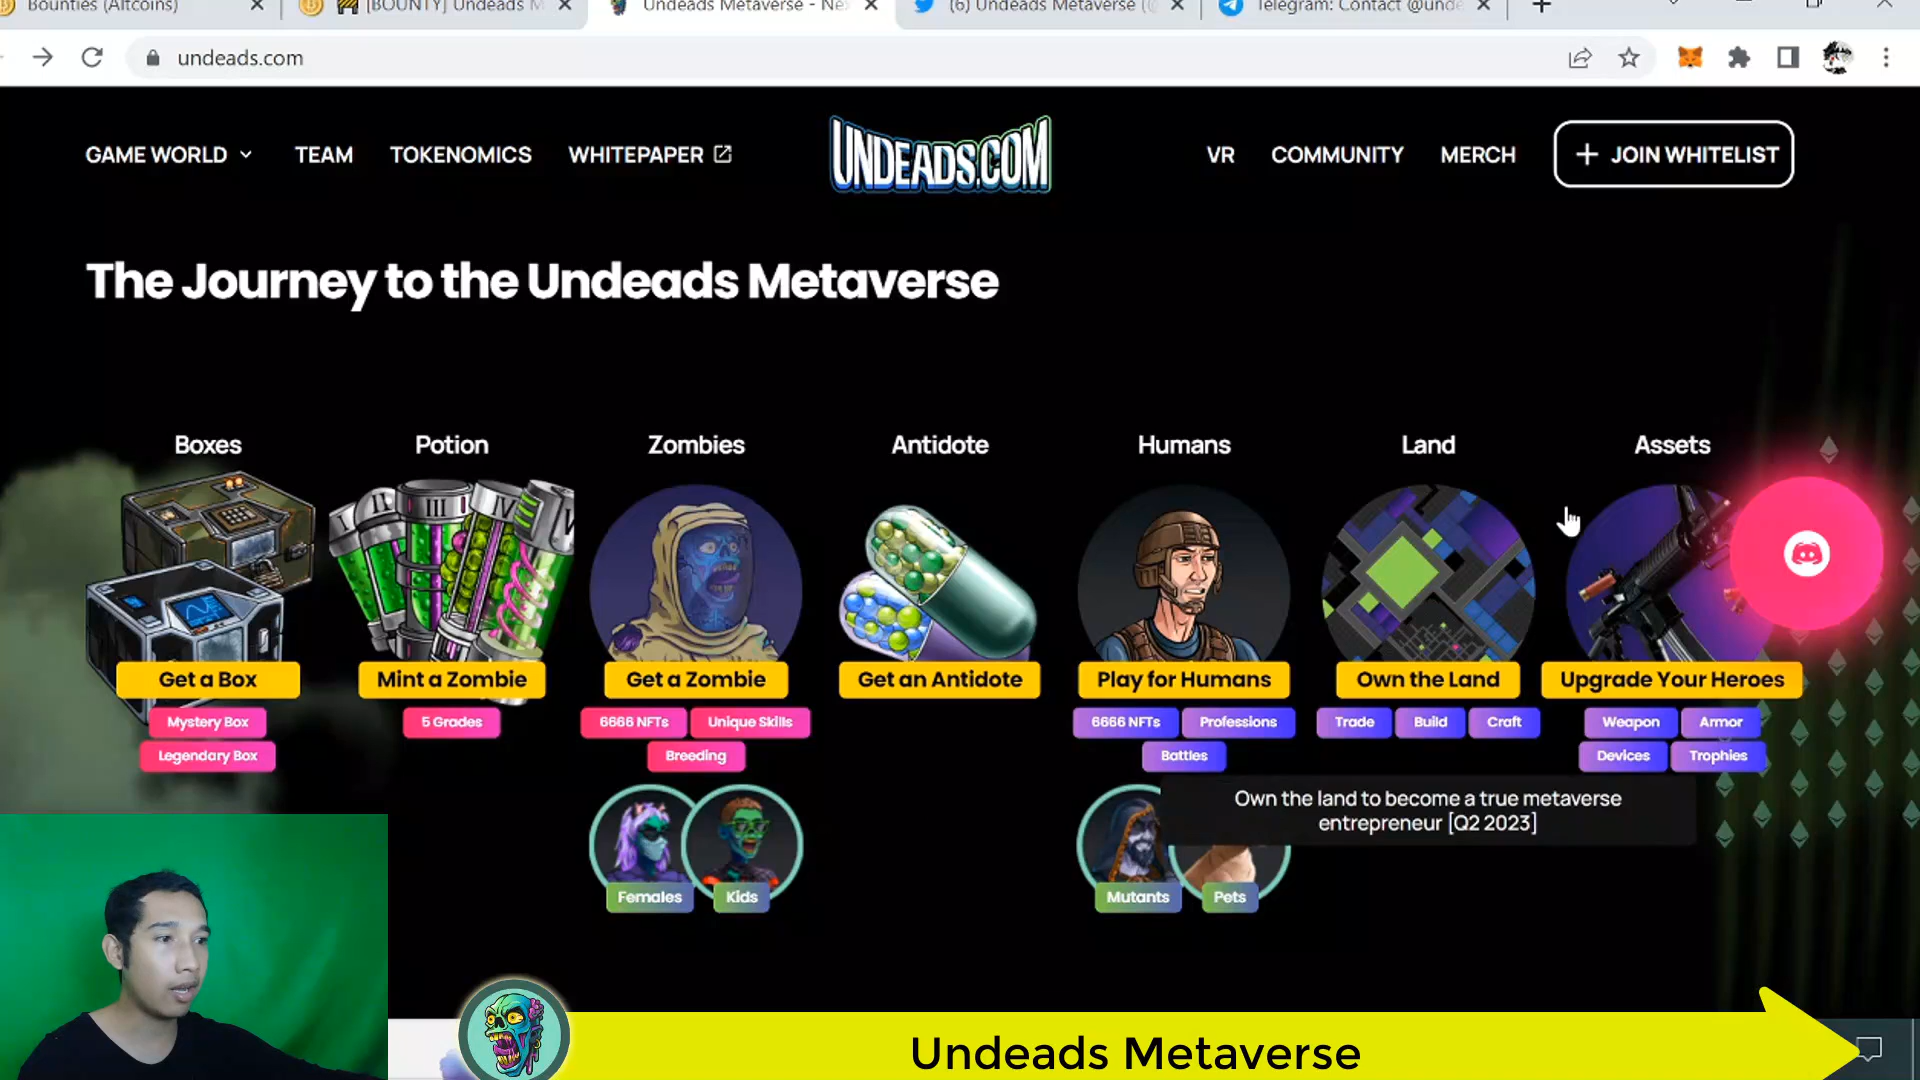 Bounties (Altcoins)
[BOUNTY] Undeads M
Undeads Metaverse - Ne
(6) Undeads Metaverse (@
Telegram: Contact @unde
undeads.com
GAME WORLD
TEAM
TOKENOMICS
WHITEPAPER
UNDEADS.COM
VR
COMMUNITY
MERCH
+ JOIN WHITELIST
The Journey to the Undeads Metaverse
Boxes
Potion
Zombies
Antidote
Humans
Land
Assets
I
II
III
IV
V
Get a Box
Mint a Zombie
Get a Zombie
Get an Antidote
Play for Humans
Own the Land
Upgrade Your Heroes
Mystery Box
5 Grades
6666 NFTs
Unique Skills
6666 NFTs
Professions
Trade
Build
Craft
Weapon
Armor
Legendary Box
Breeding
Battles
Devices
Trophies
Own the land to become a true metaverse
entrepreneur [Q2 2023]
Females
Kids
Mutants
Pets
Undeads Metaverse